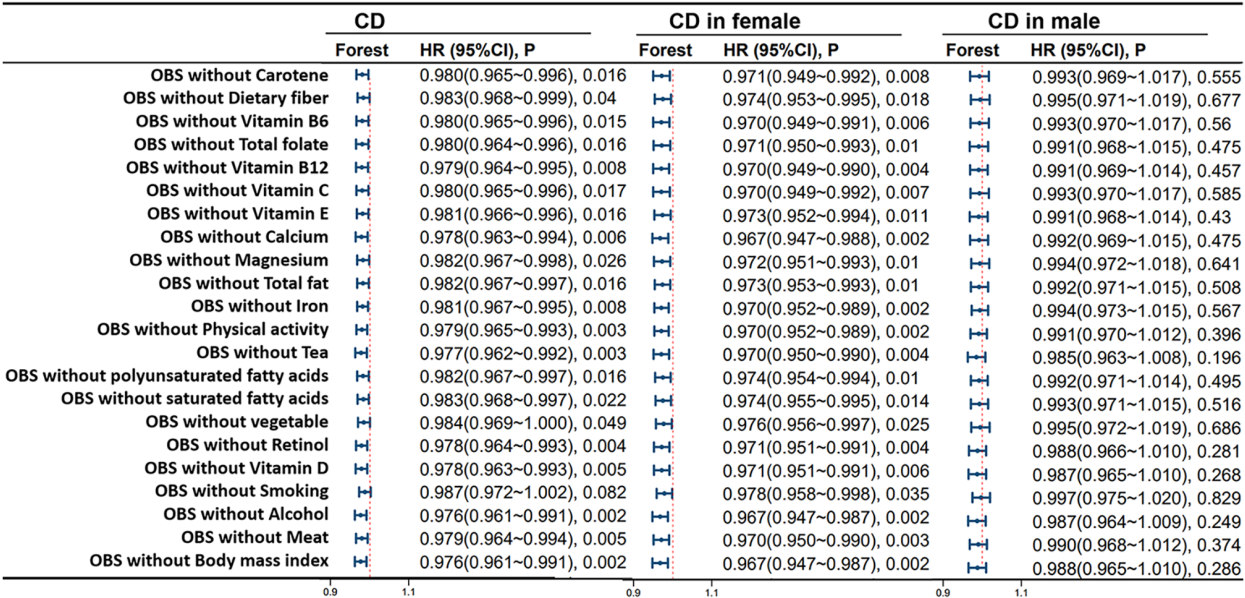 CD CD in female CD in male
Forest HR (95%CI), P Forest HR (95%CI), P Forest HR (95%CI), P
OBS without Carotene 0.980(0.965~0.996), 0.016 0.971(0.949~0.992), 0.008 0.993(0.969~1.017), 0.555
OBS without Dietary fiber 0.983(0.968~0.999), 0.04 0.974(0.953~0.995), 0.018 0.995(0.971~1.019), 0.677
OBS without Vitamin B6 0.980(0.965~0.996), 0.015 0.970(0.949~0.991), 0.006 0.993(0.970~1.017), 0.56
OBS without Total folate 0.980(0.964~0.996), 0.016 0.971(0.950~0.993), 0.01 0.991(0.968~1.015), 0.475
OBS without Vitamin B12 0.979(0.964~0.995), 0.008 0.970(0.949~0.990), 0.004 0.991(0.969~1.014), 0.457
OBS without Vitamin C 0.980(0.965~0.996), 0.017 0.970(0.949~0.992), 0.007 0.993(0.970~1.017), 0.585
OBS without Vitamin E 0.981(0.966~0.996), 0.016 0.973(0.952~0.994), 0.011 0.991(0.968~1.014), 0.43
OBS without Calcium 0.978(0.963~0.994), 0.006 0.967(0.947~0.988), 0.002 0.992(0.969~1.015), 0.475
OBS without Magnesium 0.982(0.967~0.998), 0.026 0.972(0.951~0.993), 0.01 0.994(0.972~1.018), 0.641
OBS without Total fat 0.982(0.967~0.997), 0.016 0.973(0.953~0.993), 0.01 0.992(0.971~1.015), 0.508
OBS without Iron 0.981(0.967~0.995), 0.008 0.970(0.952~0.989), 0.002 0.994(0.973~1.015), 0.567
OBS without Physical activity 0.979(0.965~0.993), 0.003 0.970(0.952~0.989), 0.002 0.991(0.970~1.012), 0.396
OBS without Tea 0.977(0.962~0.992), 0.003 0.970(0.950~0.990), 0.004 0.985(0.963~1.008), 0.196
OBS without polyunsaturated fatty acids 0.982(0.967~0.997), 0.016 0.974(0.954~0.994), 0.01 0.992(0.971~1.014), 0.495
OBS without saturated fatty acids 0.983(0.968~0.997), 0.022 0.974(0.955~0.995), 0.014 0.993(0.971~1.015), 0.516
OBS without vegetable 0.984(0.969~1.000), 0.049 0.976(0.956~0.997), 0.025 0.995(0.972~1.019), 0.686
OBS without Retinol 0.978(0.964~0.993), 0.004 0.971(0.951~0.991), 0.004 0.988(0.966~1.010), 0.281
OBS without Vitamin D 0.978(0.963~0.993), 0.005 0.971(0.951~0.991), 0.006 0.987(0.965~1.010), 0.268
OBS without Smoking 0.987(0.972~1.002), 0.082 0.978(0.958~0.998), 0.035 0.997(0.975~1.020), 0.829
OBS without Alcohol 0.976(0.961~0.991), 0.002 0.967(0.947~0.987), 0.002 0.987(0.964~1.009), 0.249
OBS without Meat 0.979(0.964~0.994), 0.005 0.970(0.950~0.990), 0.003 0.990(0.968~1.012), 0.374
OBS without Body mass index 0.976(0.961~0.991), 0.002 0.967(0.947~0.987), 0.002 0.988(0.965~1.010), 0.286
0.9 1.1 0.9 1.1 0.9 1.1